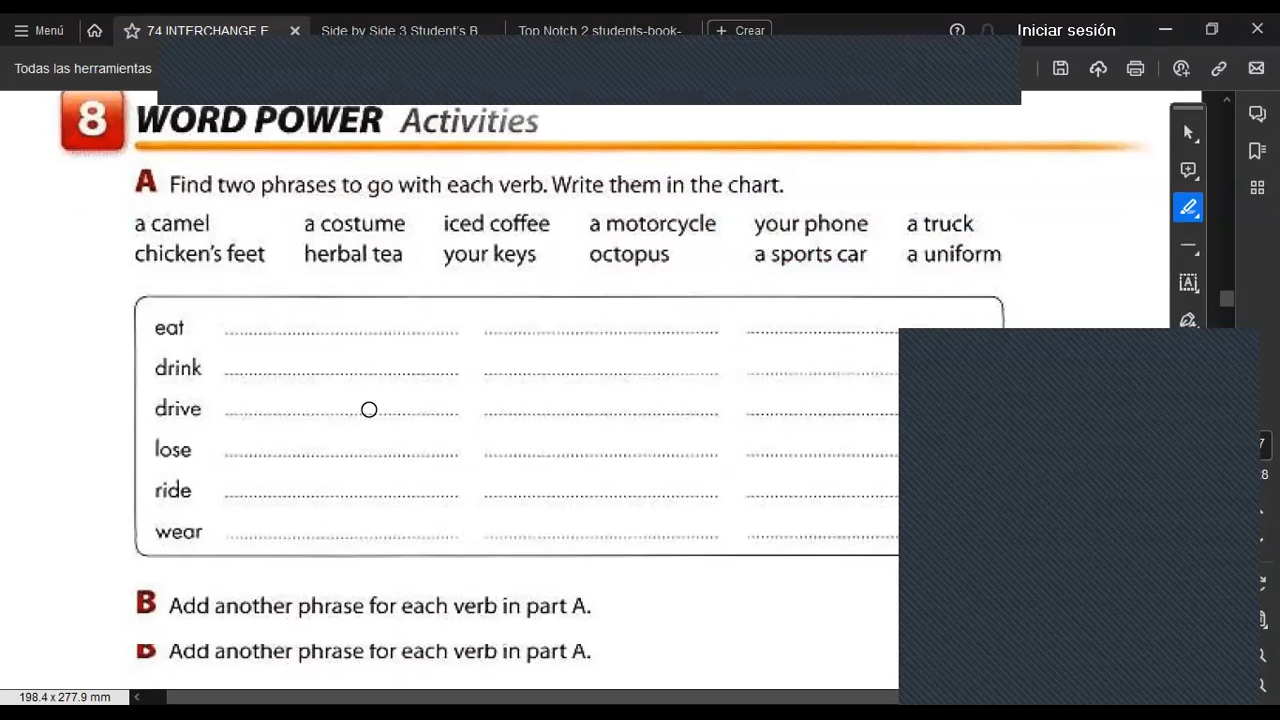 Menú
74 INTERCHANGE F
Side by Side 3 Student's B
Top Notch 2 students-book-
Crear
Iniciar sesión
Todas las herramientas
8 WORD POWER Activities
A Find two phrases to go with each verb. Write them in the chart.
a camel a costume iced coffee a motorcycle your phone a truck
chicken's feet herbal tea your keys octopus a sports car a uniform
eat
drink
drive
lose
ride
wear
7
8
B Add another phrase for each verb in part A.
B Add another phrase for each verb in part A.
198.4 x 277.9 mm